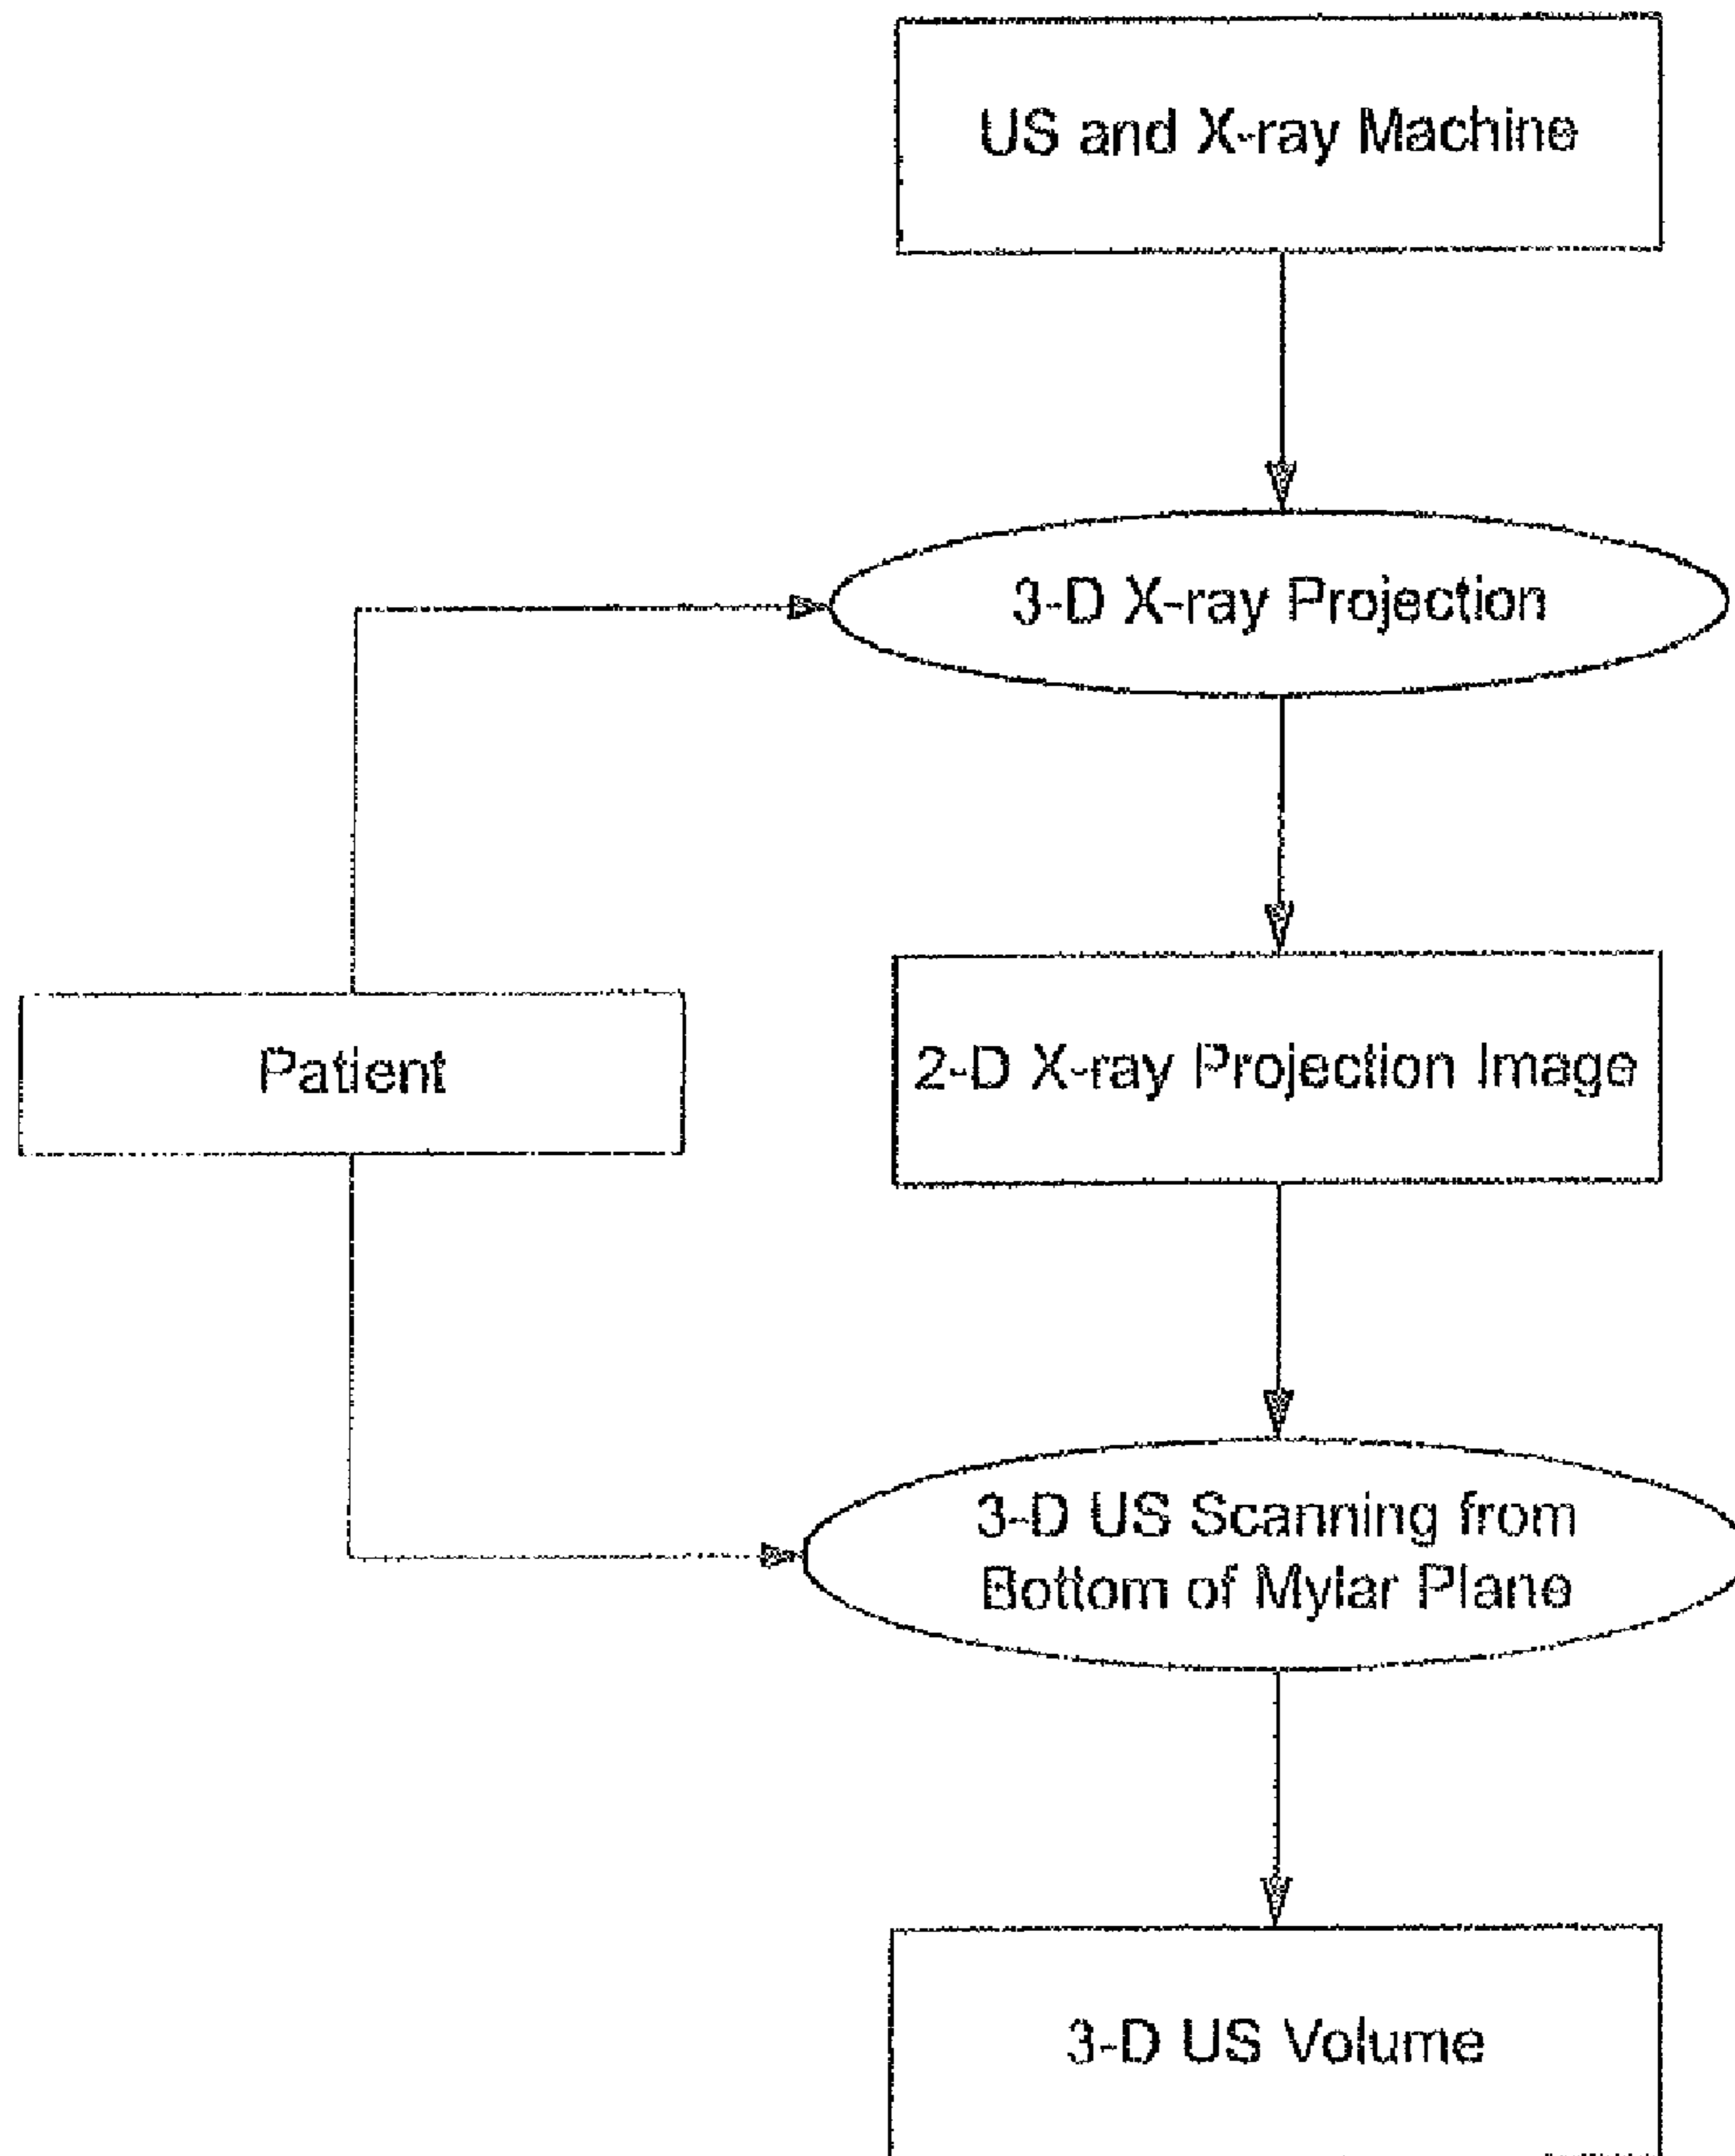 US and X-ray Machine
3-D X-ray Projection
Patient
2-D X-ray Projection Image
3-D US Scanning from
Bottom of Mylar Plane
3-D US Volume